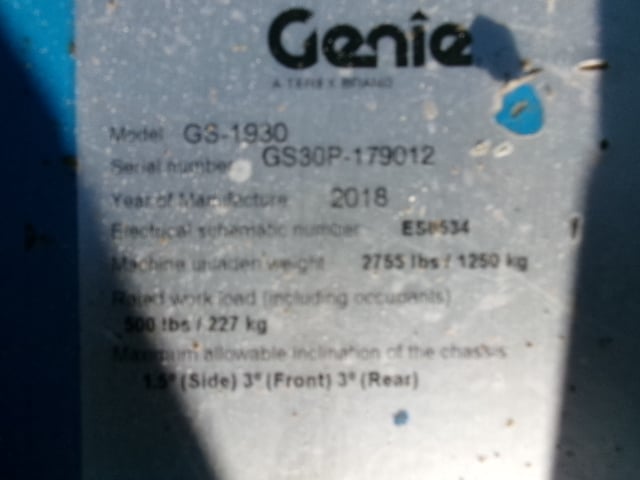 Genie
A TEREX BRAND
Model GS-1930
Serial number GS30P-179012
Year of Manufacture 2018
Electrical schematic number
Machine unladen weight 2755 lbs / 1250 kg
Rated work load (including occupants)
500 lbs / 227 kg
Maximum allowable inclination of the chassis
1.5° (Side) 3° (Front) 3° (Rear)